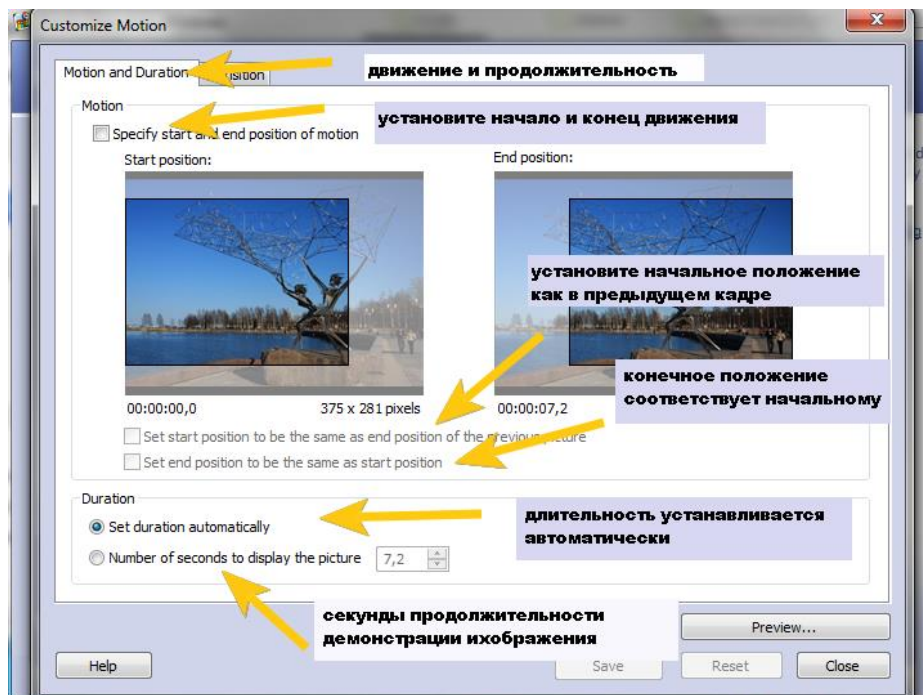 Customize Motion
Motion and Duration
движение и продолжительность
Motion
установите начало и конец движения
Specify start and end position of motion
Start position:
End position:
установите начальное положение
как в предыдущем кадре
конечное положение
соответствует начальному
00:00:00,0
375 x 281 pixels
00:00:07,2
Set start position to be the same as end position of the previous picture
Set end position to be the same as start position
Duration
Set duration automatically
длительность устанавливается
автоматически
Number of seconds to display the picture
7,2
секунды продолжительности
демонстрации ихображения
Preview...
Help
Save
Reset
Close